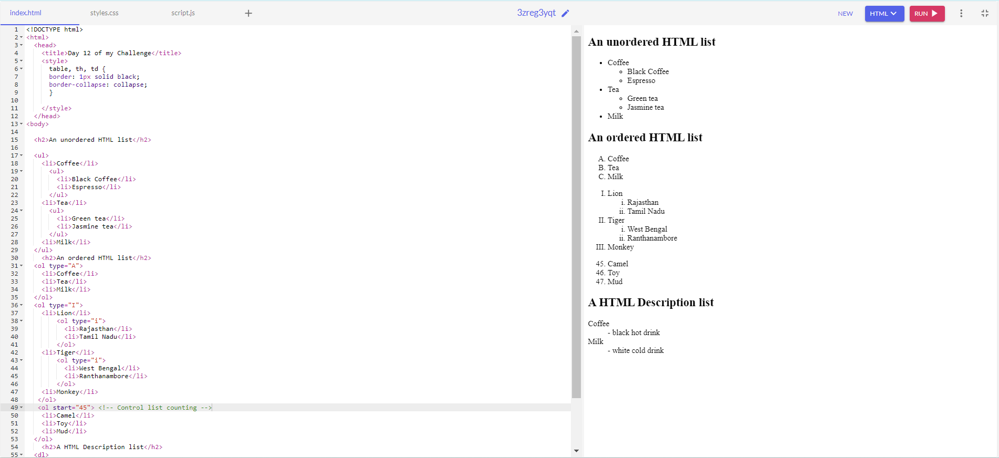 index.html
styles.css
script.js
+
3zreg3yqt
NEW
HTML
RUN
1 <!DOCTYPE html>
2 <html>
3 <head>
4 <title>Day 12 of my Challenge</title>
5 <style>
6 table, th, td {
7 border: 1px solid black;
8 border-collapse: collapse;
9 }
10
11 </style>
12 </head>
13 <body>
14
15 <h2>An unordered HTML list</h2>
16
17 <ul>
18 <li>Coffee</li>
19 <ul>
20 <li>Black Coffee</li>
21 <li>Espresso</li>
22 </ul>
23 <li>Tea</li>
24 <ul>
25 <li>Green tea</li>
26 <li>Jasmine tea</li>
27 </ul>
28 <li>Milk</li>
29 </ul>
30 <h2>An ordered HTML list</h2>
31 <ol type="A">
32 <li>Coffee</li>
33 <li>Tea</li>
34 <li>Milk</li>
35 </ol>
36 <ol type="I">
37 <li>Lion</li>
38 <ol type="i">
39 <li>Rajasthan</li>
40 <li>Tamil Nadu</li>
41 </ol>
42 <li>Tiger</li>
43 <ol type="i">
44 <li>West Bengal</li>
45 <li>Ranthanambore</li>
46 </ol>
47 <li>Monkey</li>
48 </ol>
49 <ol start="45"> <!-- Control list counting -->
50 <li>Camel</li>
51 <li>Toy</li>
52 <li>Mud</li>
53 </ol>
54 <h2>A HTML Description list</h2>
55 <dl>
An unordered HTML list
• Coffee
◦ Black Coffee
◦ Espresso
• Tea
◦ Green tea
◦ Jasmine tea
• Milk
An ordered HTML list
A. Coffee
B. Tea
C. Milk
I. Lion
i. Rajasthan
ii. Tamil Nadu
II. Tiger
i. West Bengal
ii. Ranthanambore
III. Monkey
45. Camel
46. Toy
47. Mud
A HTML Description list
Coffee
- black hot drink
Milk
- white cold drink